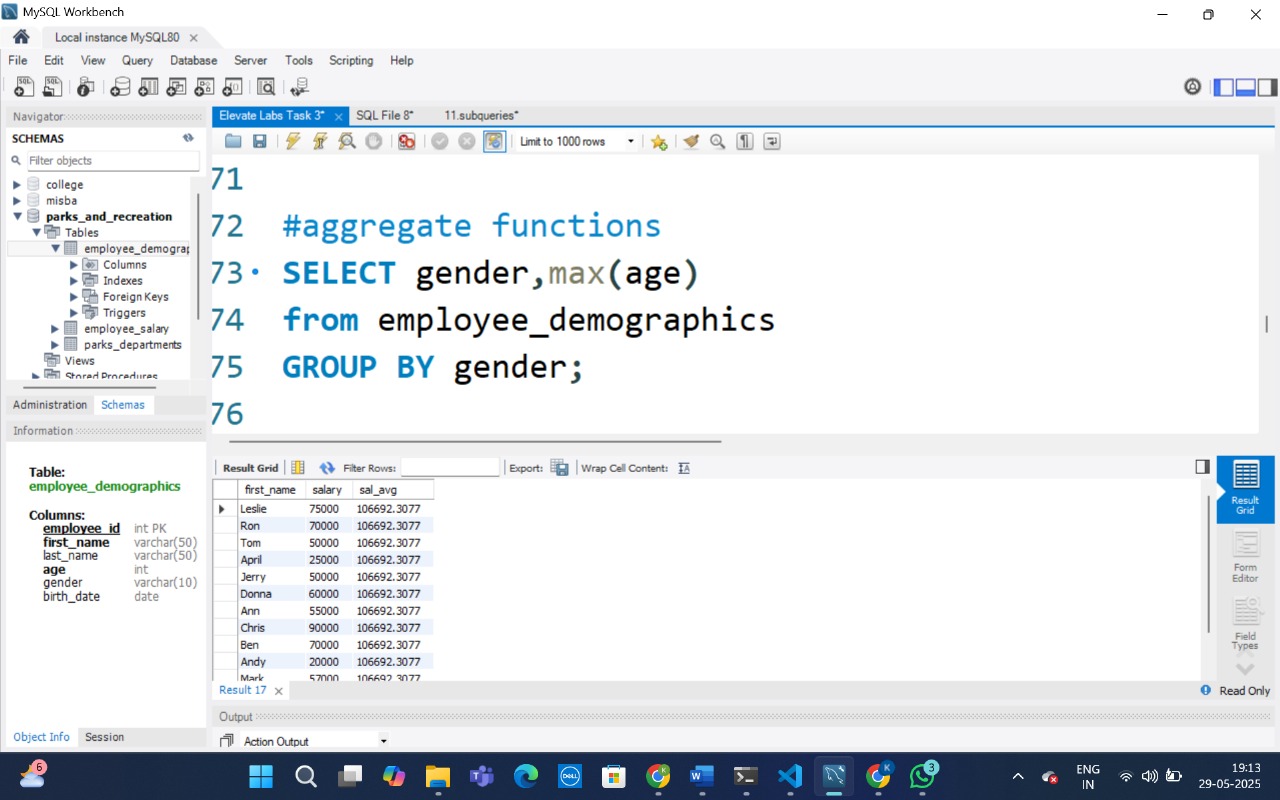 MySQL Workbench
Local instance MySQL80
File Edit View Query Database Server Tools Scripting Help
Navigator
SCHEMAS
Filter objects
college
misba
parks_and_recreation
Tables
employee_demograp
Columns
Indexes
Foreign Keys
Triggers
employee_salary
parks_departments
Views
Stored Procedures
Administration Schemas
Information
Table:
employee_demographics
Columns:
employee_id int PK
first_name varchar(50)
last_name varchar(50)
age int
gender varchar(10)
birth_date date
Object Info Session
Elevate Labs Task 3* SQL File 8* 11.subqueries*
Limit to 1000 rows
71
72 #aggregate functions
73 SELECT gender,max(age)
74 from employee_demographics
75 GROUP BY gender;
76
Result Grid Filter Rows: Export: Wrap Cell Content:
first_name salary sal_avg
Leslie 75000 106692.3077
Ron 70000 106692.3077
Tom 50000 106692.3077
April 25000 106692.3077
Jerry 50000 106692.3077
Donna 60000 106692.3077
Ann 55000 106692.3077
Chris 90000 106692.3077
Ben 70000 106692.3077
Andy 20000 106692.3077
Mark 57000 106692.3077
Result Grid
Form Editor
Field Types
Result 17
Read Only
Output
Action Output
6
DELL
K
3
ENG
IN
19:13
29-05-2025